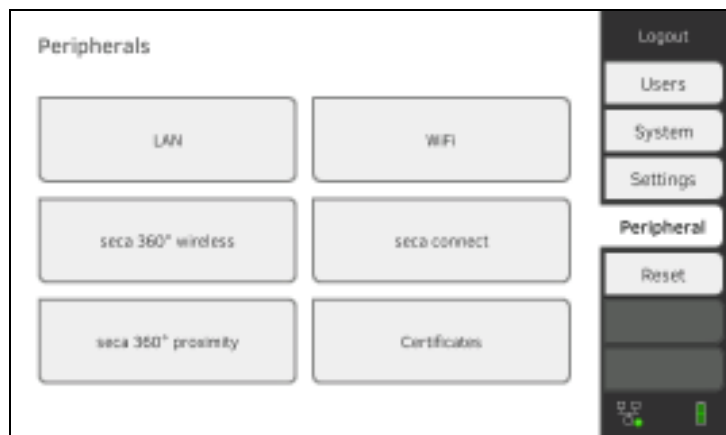 Peripherals
LAN
WiFi
seca 360° wireless
seca connect
seca 360° proximity
Certificates
Logout
Users
System
Settings
Peripheral
Reset